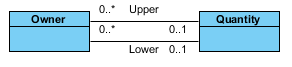 0..* Upper
Owner 0..* 0..1 Quantity
Lower 0..1